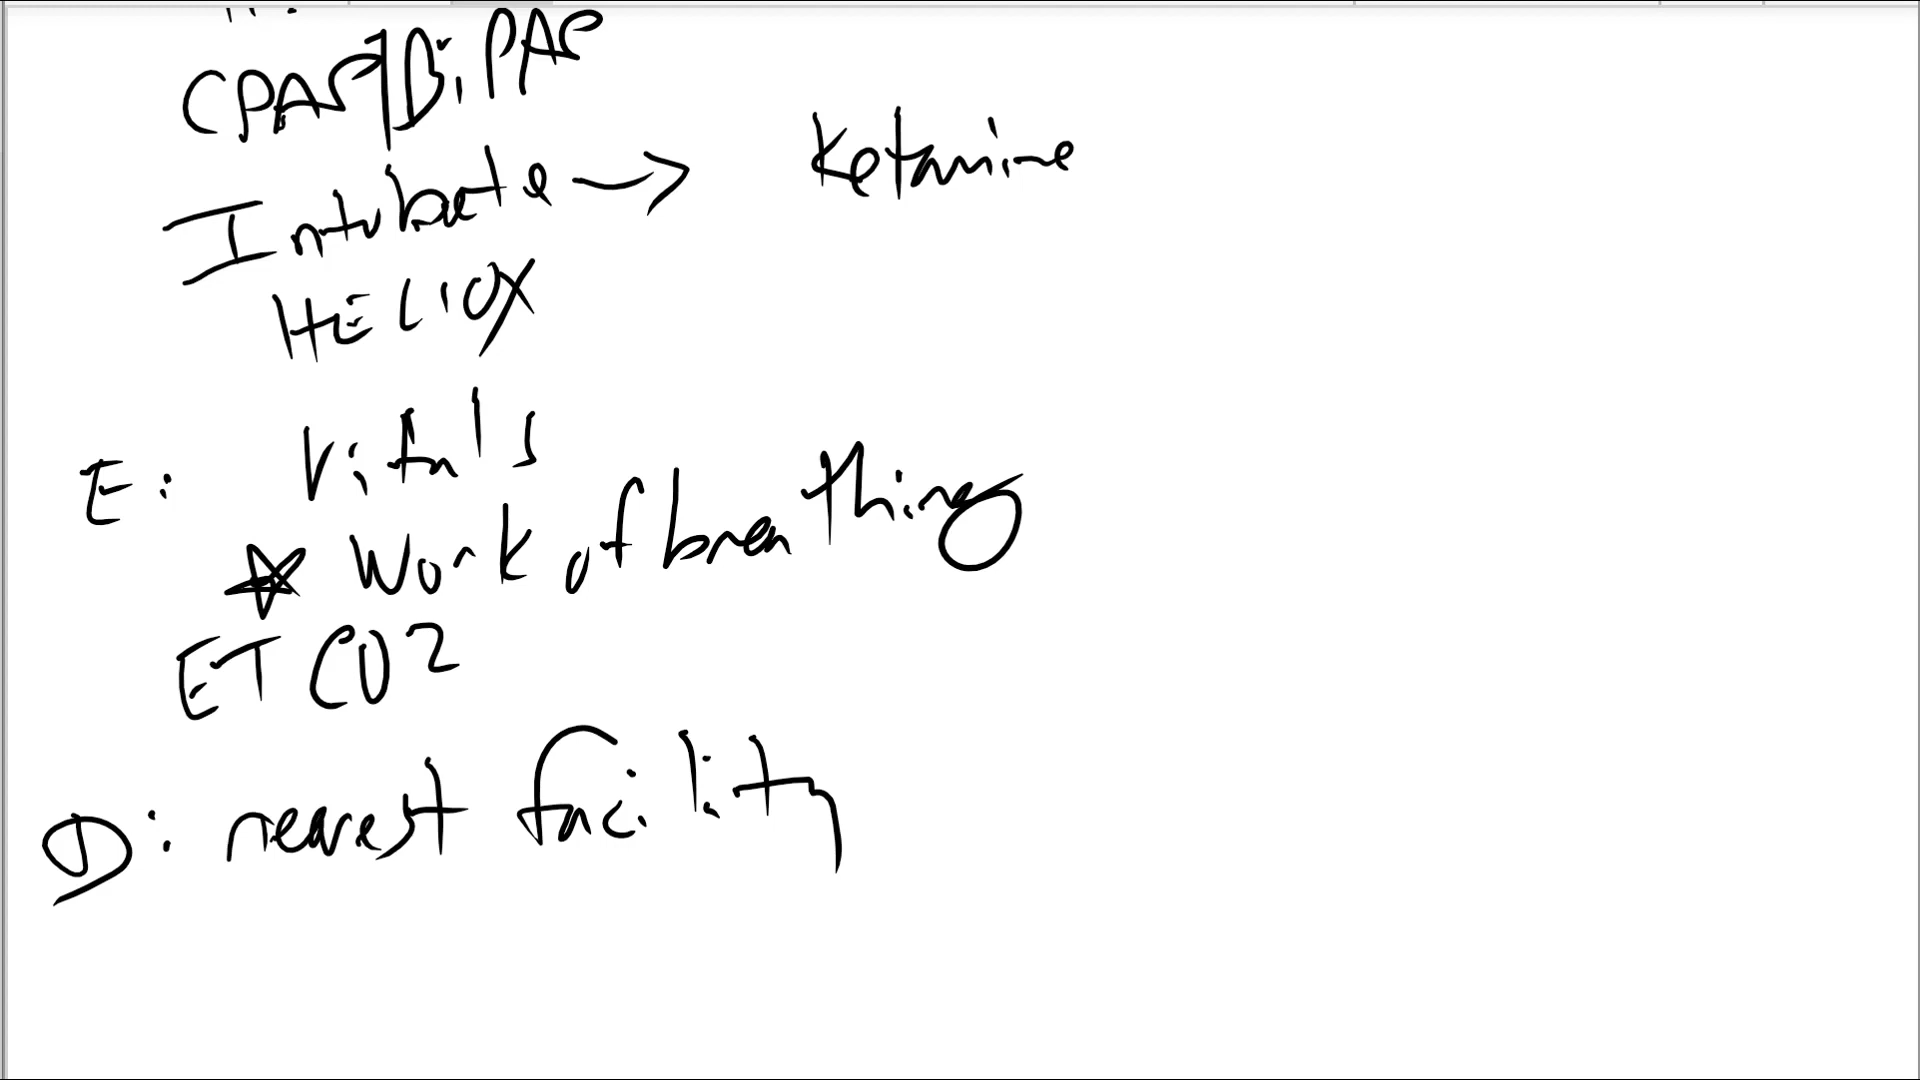 CPAP/BiPAP
Intubate → Ketamine
HELIOX
E: Vitals
☆ Work of breathing
ETCO2
D: nearest facility